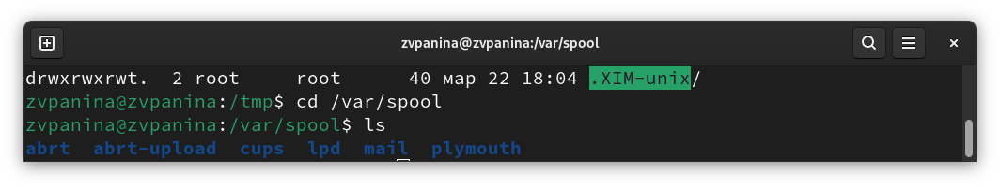 zvpanina@zvpanina:/var/spool
drwxrwxrwt.  2 root     root      40 мар 22 18:04 .XIM-unix/
zvpanina@zvpanina:/tmp$ cd /var/spool
zvpanina@zvpanina:/var/spool$ ls
abrt  abrt-upload  cups  lpd  mail  plymouth